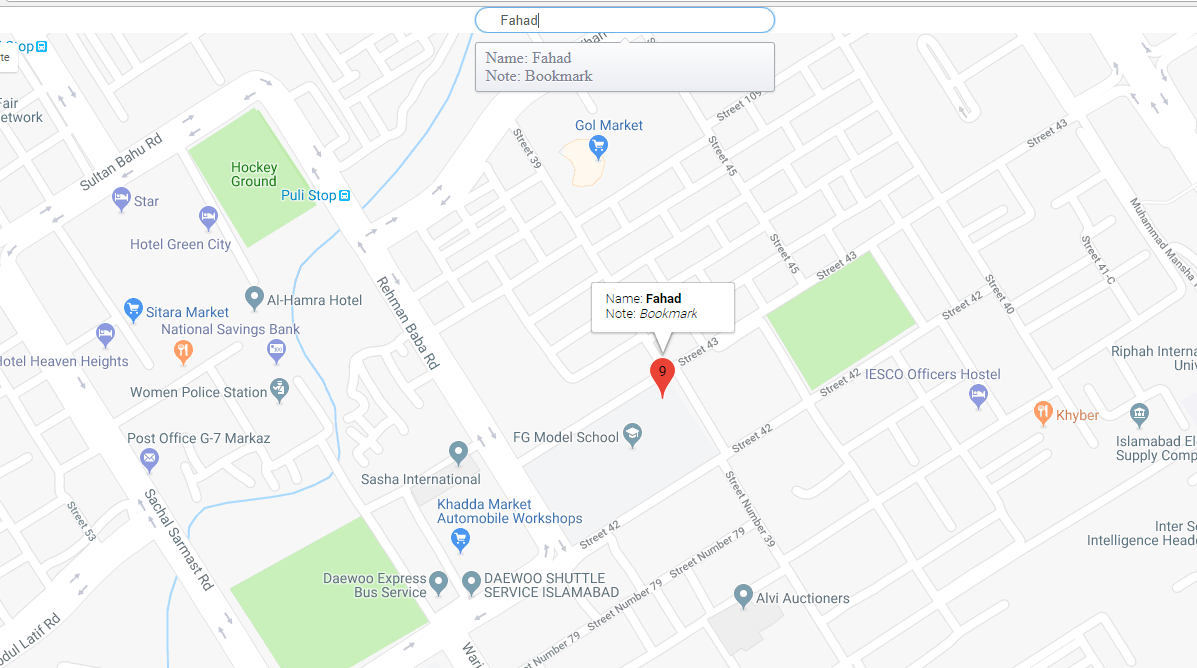 Fahad
Name: Fahad
Note: Bookmark
Stop
te
Street 109
Street 43
Gol Market
Street 39
Street 45
Sultan Bahu Rd
Hockey
Ground
Puli Stop
Star
Hotel Green City
Muhammad Mansha
Street 45
Street 43
Street 41-C
Rehman Baba Rd
Al-Hamra Hotel
Name: Fahad
Note: Bookmark
Street 40
Street 42
Sitara Market
National Savings Bank
Hotel Heaven Heights
9
Street 43
Riphah Interna
Univ
Women Police Station
Street 42
IESCO Officers Hostel
Khyber
Post Office G-7 Markaz
FG Model School
Street 42
Islamabad El
Supply Comp
Sasha International
Street 53
Sachal Sarmast Rd
Khadda Market
Automobile Workshops
Street Number 39
Street 42
Inter Se
Intelligence Head
Street Number 79
Daewoo Express
Bus Service
DAEWOO SHUTTLE
SERVICE ISLAMABAD
Street Number 79
Alvi Auctioners
Street Number 79
bdul Latif Rd
Wari
Fair
etwork